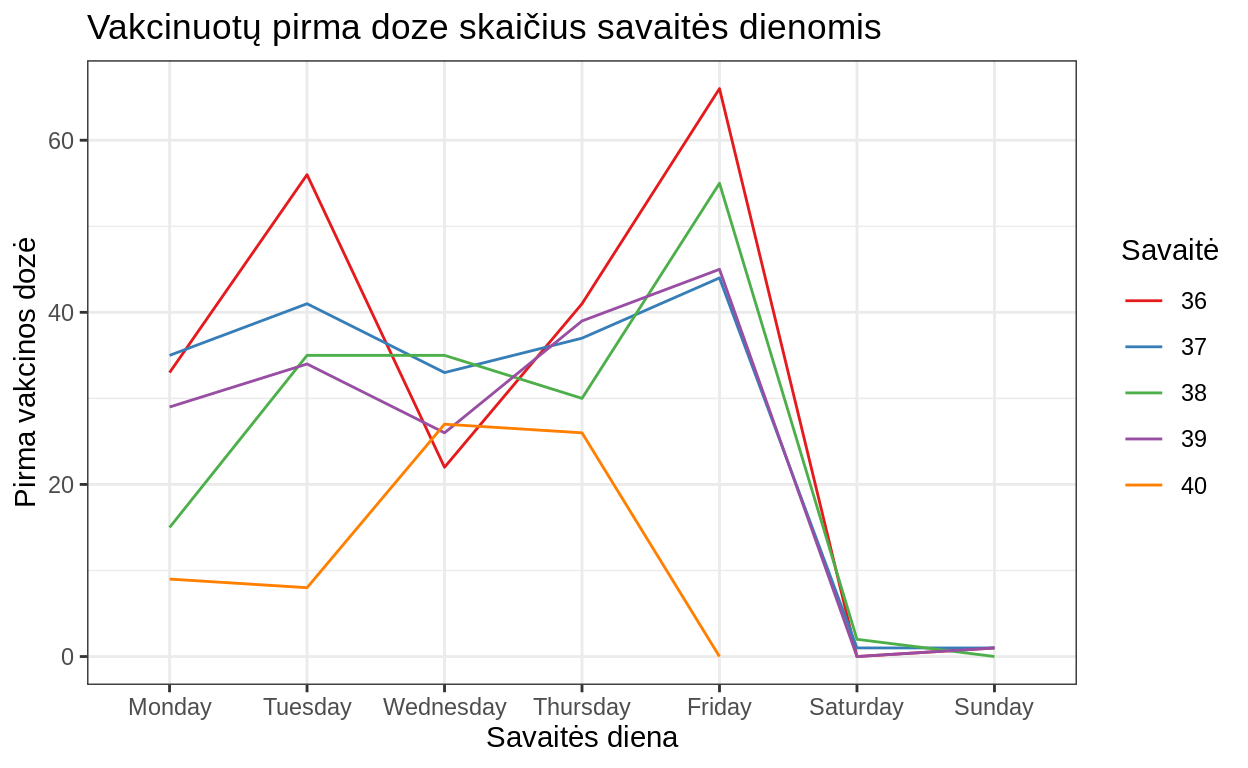 Vakcinuotų pirma doze skaičius savaitės dienomis
Pirma vakcinos dozė
60
40
20
0
Monday Tuesday Wednesday Thursday Friday Saturday Sunday
Savaitės diena
Savaitė
36
37
38
39
40